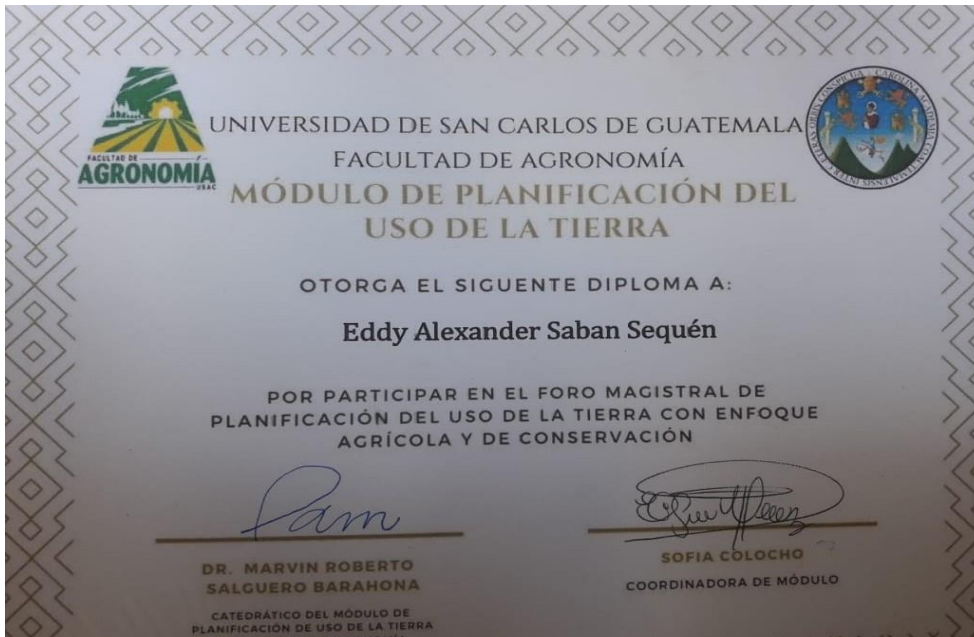 FACULTAD DE
AGRONOMÍA
USAC
UNIVERSIDAD DE SAN CARLOS DE GUATEMALA
FACULTAD DE AGRONOMÍA
MÓDULO DE PLANIFICACIÓN DEL
USO DE LA TIERRA
OTORGA EL SIGUENTE DIPLOMA A:
Eddy Alexander Saban Sequén
POR PARTICIPAR EN EL FORO MAGISTRAL DE
PLANIFICACIÓN DEL USO DE LA TIERRA CON ENFOQUE
AGRÍCOLA Y DE CONSERVACIÓN
DR. MARVIN ROBERTO
SALGUERO BARAHONA
CATEDRÁTICO DEL MÓDULO DE
PLANIFICACIÓN DE USO DE LA TIERRA
SOFIA COLOCHO
COORDINADORA DE MÓDULO